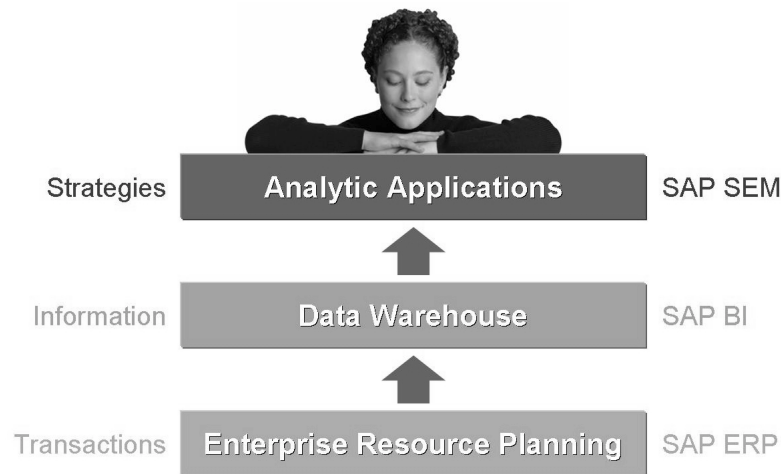 Strategies Analytic Applications SAP SEM
Information Data Warehouse SAP BI
Transactions Enterprise Resource Planning SAP ERP